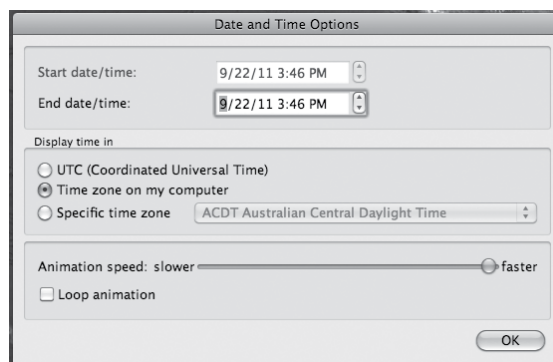 Date and Time Options
Start date/time: 9/22/11 3:46 PM
End date/time: 9/22/11 3:46 PM
Display time in
UTC (Coordinated Universal Time)
Time zone on my computer
Specific time zone ACDT Australian Central Daylight Time
Animation speed: slower faster
Loop animation
OK